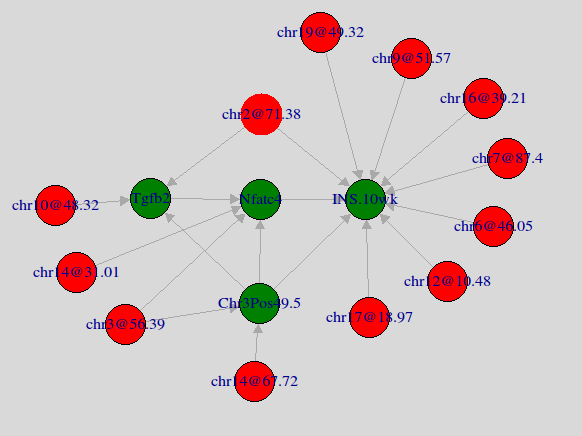 chr19@49.32
chr9@51.57
chr16@39.21
chr2@71.38
chr7@87.4
chr10@48.32
Tgfb2
Nfatc4
INS.10wk
chr6@46.05
chr14@31.01
chr12@10.48
Chr3Pos49.5
chr3@56.39
chr17@18.97
chr14@67.72